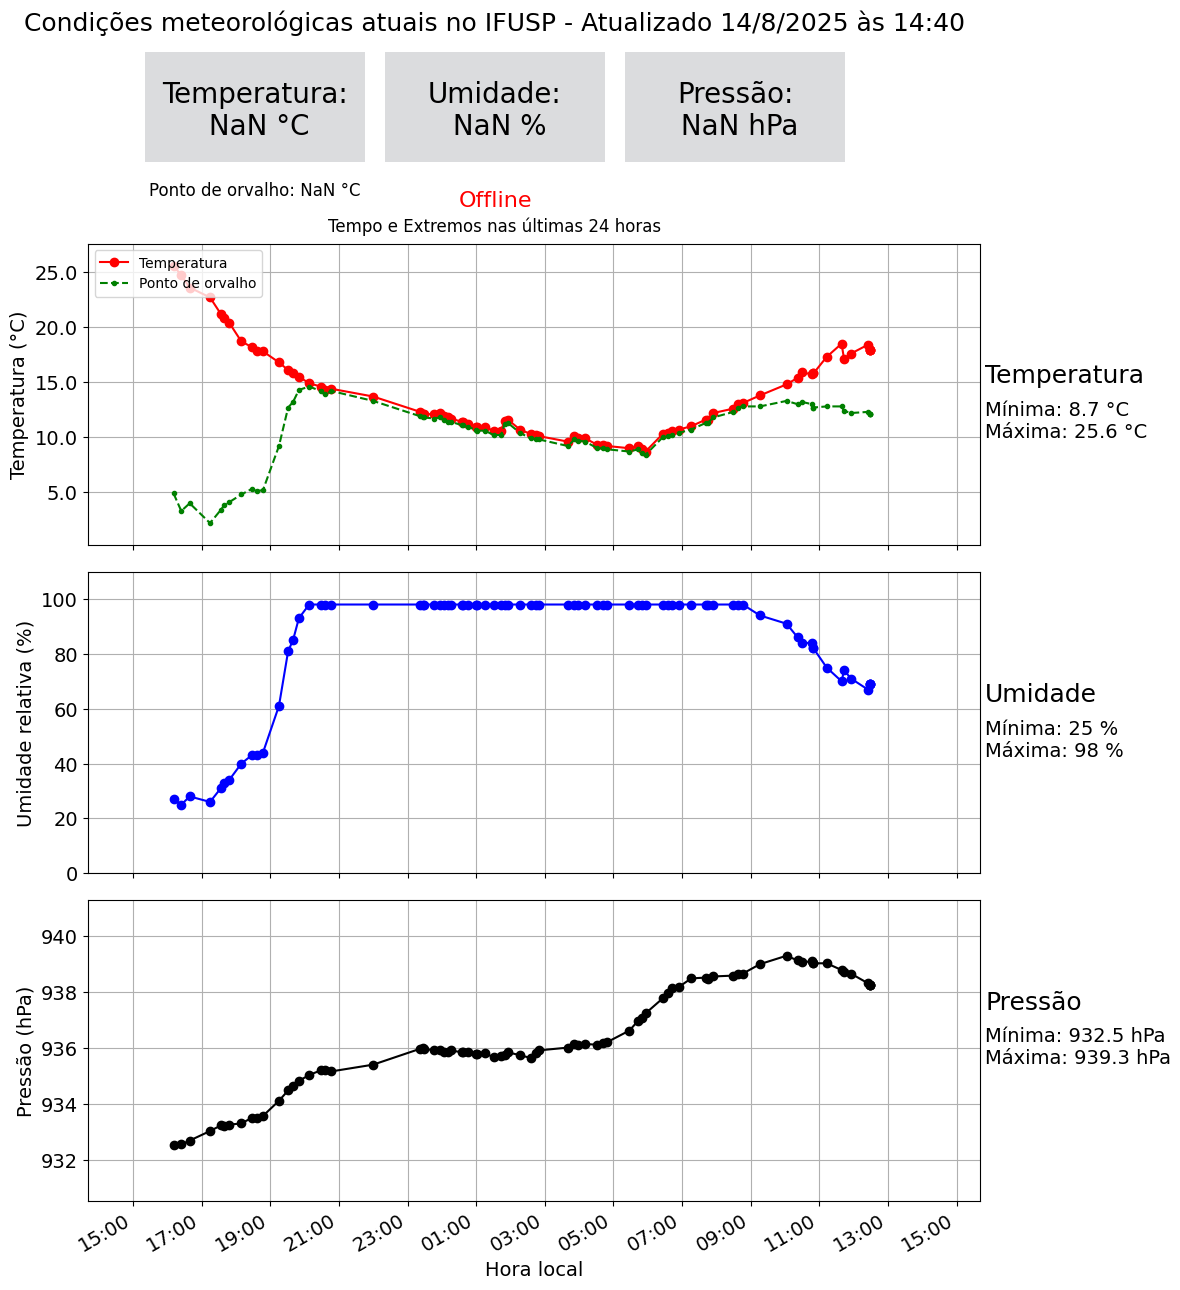 Condições meteorológicas atuais no IFUSP - Atualizado 14/8/2025 às 14:40
Temperatura:
NaN °C
Umidade:
NaN %
Pressão:
NaN hPa
Ponto de orvalho: NaN °C
Offline
Tempo e Extremos nas últimas 24 horas
Temperatura
Ponto de orvalho
Temperatura (°C)
25.0
20.0
15.0
10.0
5.0
Temperatura
Mínima: 8.7 °C
Máxima: 25.6 °C
Umidade relativa (%)
100
80
60
40
20
0
Umidade
Mínima: 25 %
Máxima: 98 %
Pressão (hPa)
940
938
936
934
932
Pressão
Mínima: 932.5 hPa
Máxima: 939.3 hPa
15:00
17:00
19:00
21:00
23:00
01:00
03:00
05:00
07:00
09:00
11:00
13:00
15:00
Hora local